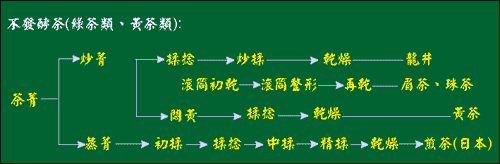 不發酵茶(綠茶類、黃茶類):
炒菁 揉捻 炒揉 乾燥 龍井
滾筒初乾 滾筒整形 再乾 眉茶、珠茶
茶菁
悶黃 揉捻 乾燥 黃茶
蒸菁 初揉 揉捻 中揉 精揉 乾燥 煎茶(日本)